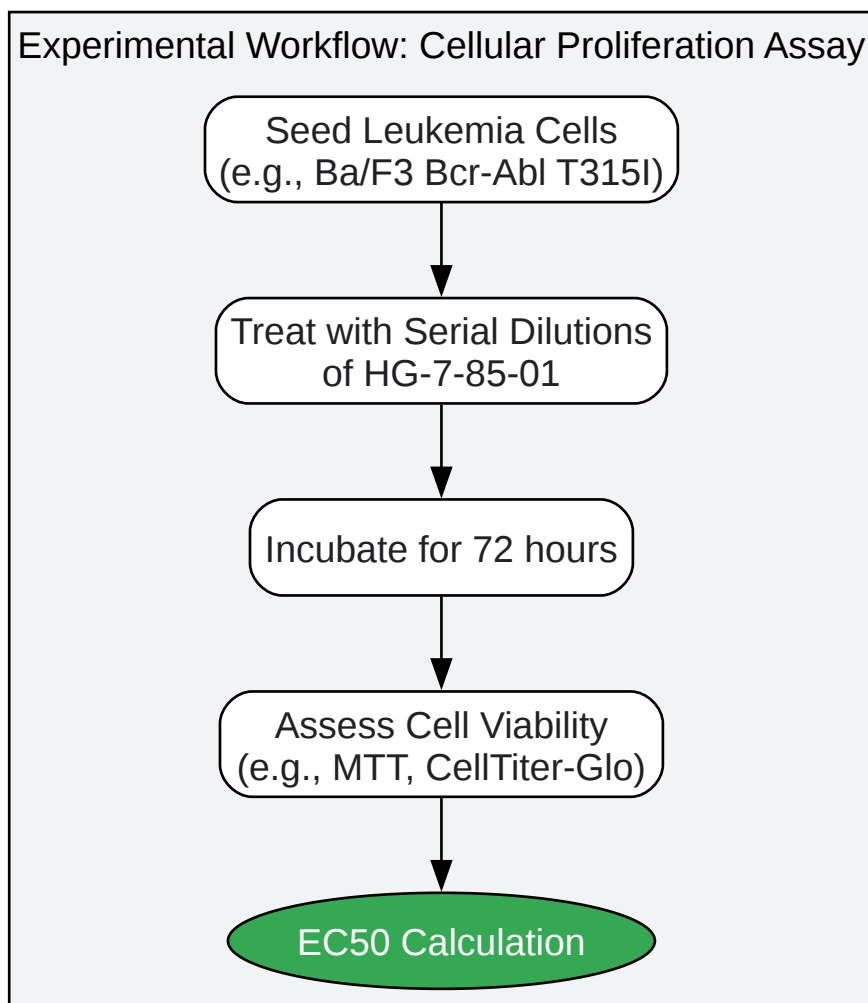 Experimental Workflow: Cellular Proliferation Assay
Seed Leukemia Cells
(e.g., Ba/F3 Bcr-Abl T315I)
Treat with Serial Dilutions
of HG-7-85-01
Incubate for 72 hours
Assess Cell Viability
(e.g., MTT, CellTiter-Glo)
EC50 Calculation